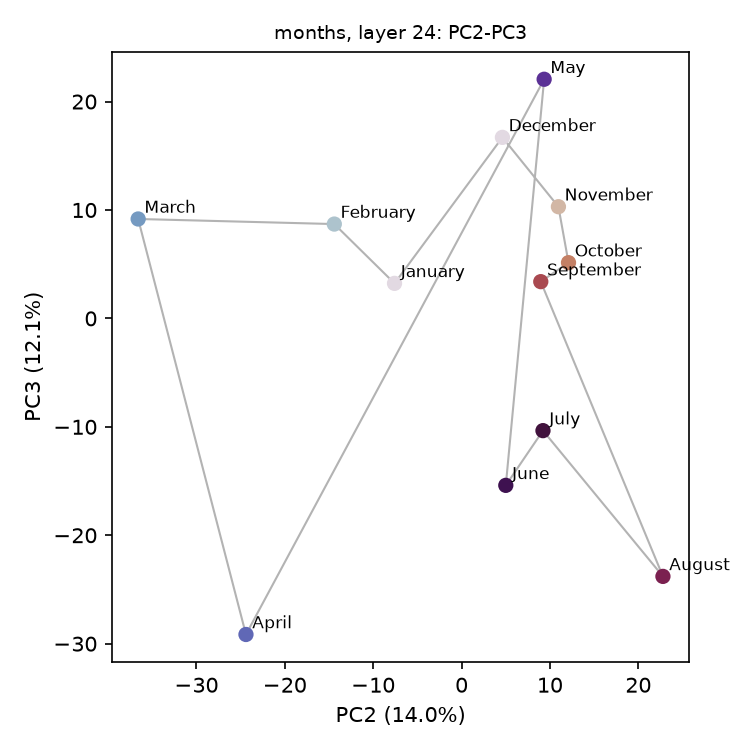 months, layer 24: PC2-PC3
May
December
November
March
February
October
September
January
July
June
August
April
20
10
0
−10
−20
−30
PC3 (12.1%)
−30
−20
−10
0
10
20
PC2 (14.0%)